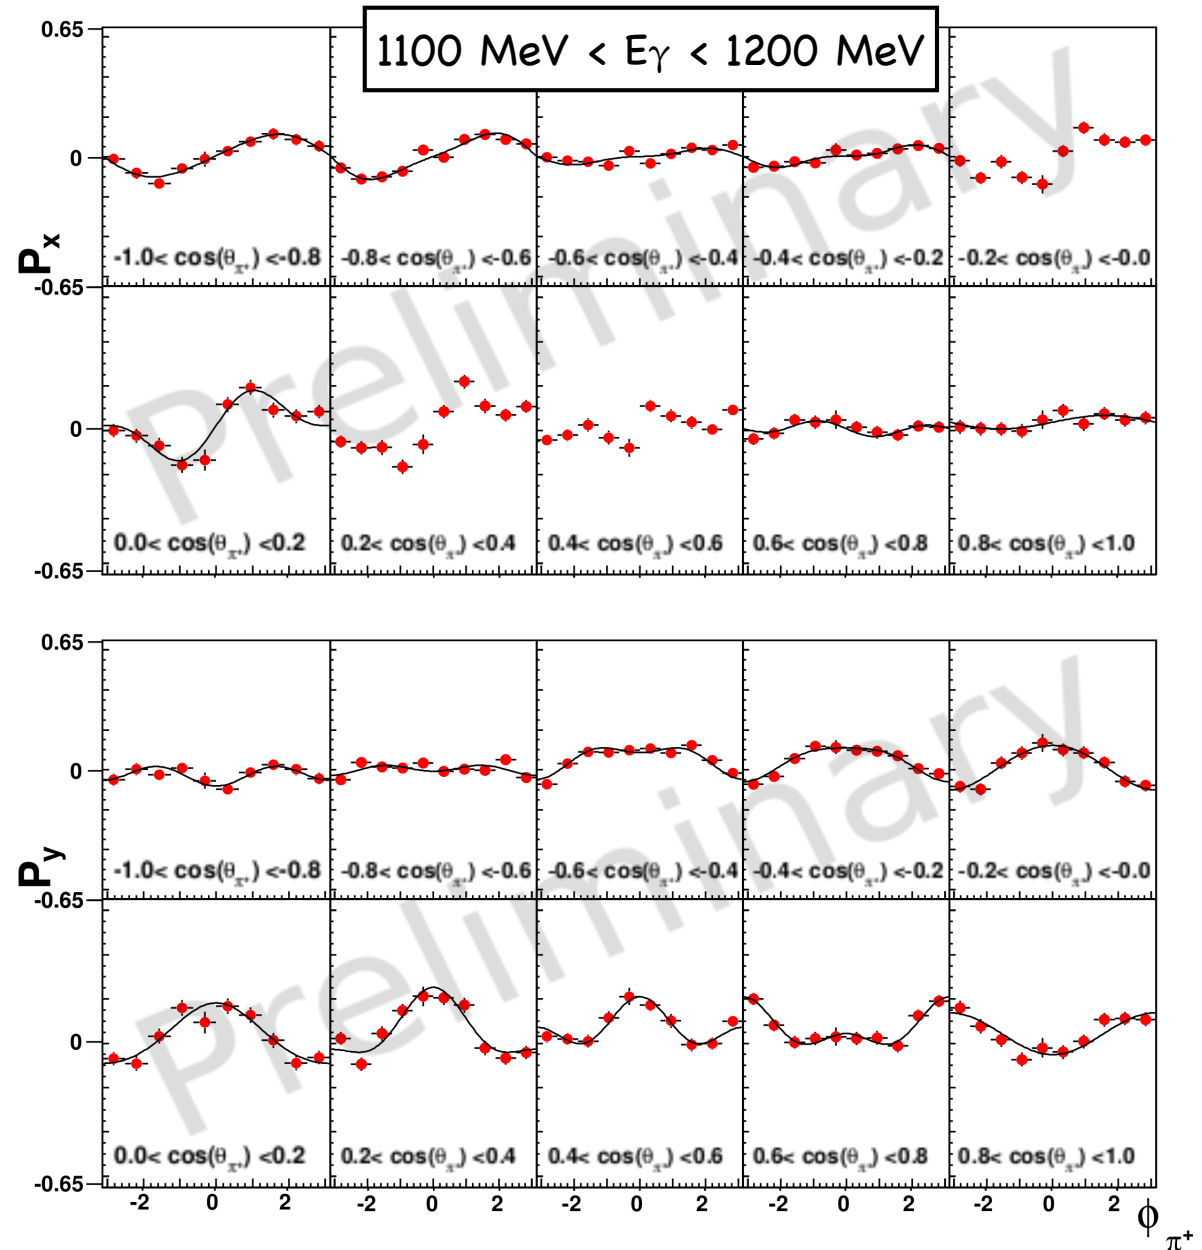 1100 MeV < Eγ < 1200 MeV
0.65
0
-0.65
Px
-1.0< cos(θπ+) <-0.8
-0.8< cos(θπ+) <-0.6
-0.6< cos(θπ+) <-0.4
-0.4< cos(θπ+) <-0.2
-0.2< cos(θπ+) <-0.0
0
-0.65
0.0< cos(θπ+) <0.2
0.2< cos(θπ+) <0.4
0.4< cos(θπ+) <0.6
0.6< cos(θπ+) <0.8
0.8< cos(θπ+) <1.0
Preliminary
0.65
0
-0.65
Py
-1.0< cos(θπ+) <-0.8
-0.8< cos(θπ+) <-0.6
-0.6< cos(θπ+) <-0.4
-0.4< cos(θπ+) <-0.2
-0.2< cos(θπ+) <-0.0
0
-0.65
0.0< cos(θπ+) <0.2
0.2< cos(θπ+) <0.4
0.4< cos(θπ+) <0.6
0.6< cos(θπ+) <0.8
0.8< cos(θπ+) <1.0
Preliminary
-2 0 2 -2 0 2 -2 0 2 -2 0 2 -2 0 2
ϕπ+